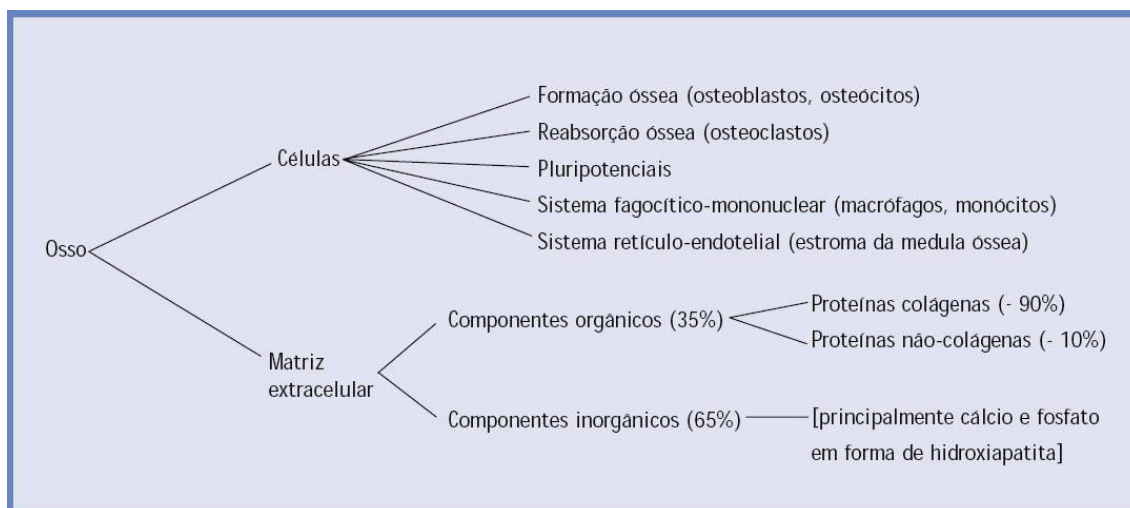 Formação óssea (osteoblastos, osteócitos)
Reabsorção óssea (osteoclastos)
Células
Pluripotenciais
Sistema fagocítico-mononuclear (macrófagos, monócitos)
Sistema retículo-endotelial (estroma da medula óssea)
Osso
Proteínas colágenas (- 90%)
Componentes orgânicos (35%)
Proteínas não-colágenas (- 10%)
Matriz
extracelular
Componentes inorgânicos (65%)
[principalmente cálcio e fosfato
em forma de hidroxiapatita]